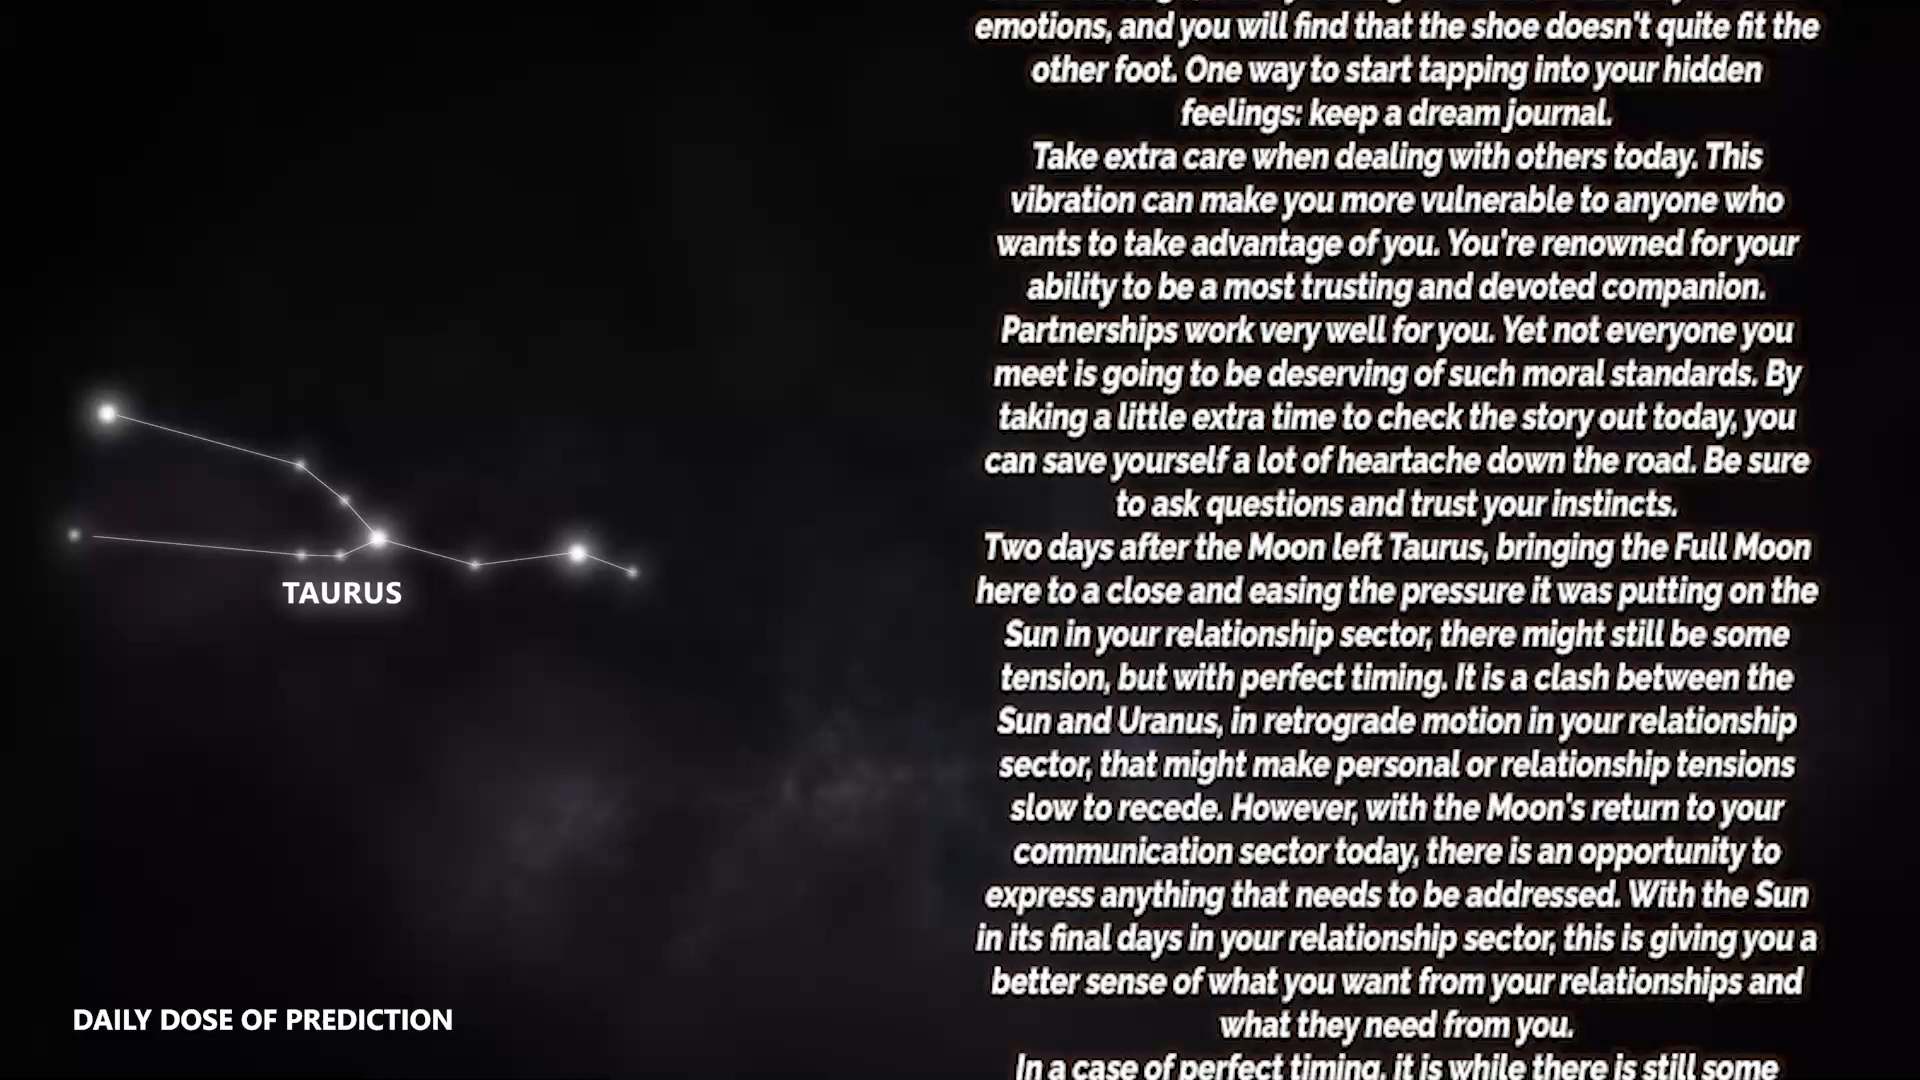 emotions, and you will find that the shoe doesn't quite fit the
other foot. One way to start tapping into your hidden
feelings: keep a dream journal.
Take extra care when dealing with others today. This
vibration can make you more vulnerable to anyone who
wants to take advantage of you. You're renowned for your
ability to be a most trusting and devoted companion.
Partnerships work very well for you. Yet not everyone you
meet is going to be deserving of such moral standards. By
taking a little extra time to check the story out today, you
can save yourself a lot of heartache down the road. Be sure
to ask questions and trust your instincts.
Two days after the Moon left Taurus, bringing the Full Moon
here to a close and easing the pressure it was putting on the
Sun in your relationship sector, there might still be some
tension, but with perfect timing. It is a clash between the
Sun and Uranus, in retrograde motion in your relationship
sector, that might make personal or relationship tensions
slow to recede. However, with the Moon's return to your
communication sector today, there is an opportunity to
express anything that needs to be addressed. With the Sun
in its final days in your relationship sector, this is giving you a
better sense of what you want from your relationships and
what they need from you.
In a case of perfect timing, it is while there is still some
TAURUS
DAILY DOSE OF PREDICTION